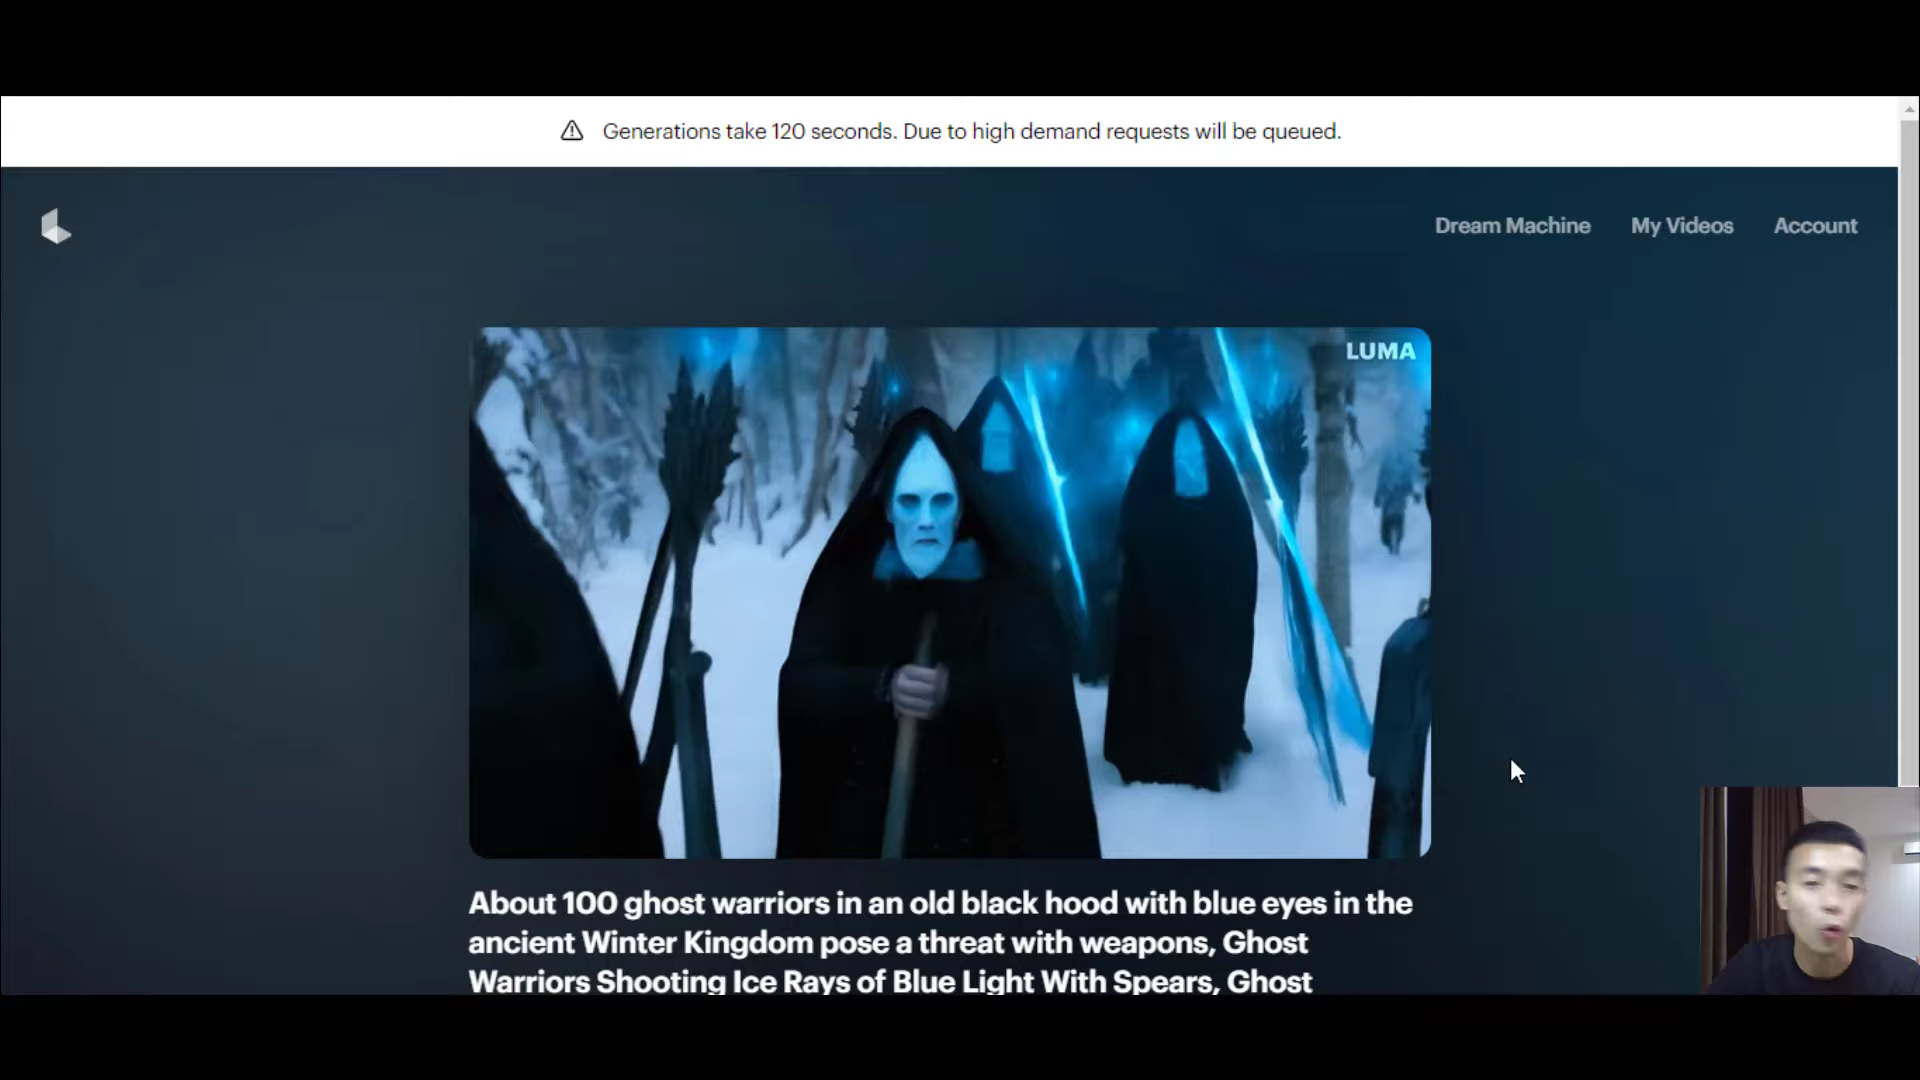 Generations take 120 seconds. Due to high demand requests will be queued.
Dream Machine My Videos Account
LUMA
About 100 ghost warriors in an old black hood with blue eyes in the
ancient Winter Kingdom pose a threat with weapons, Ghost
Warriors Shooting Ice Rays of Blue Light With Spears, Ghost